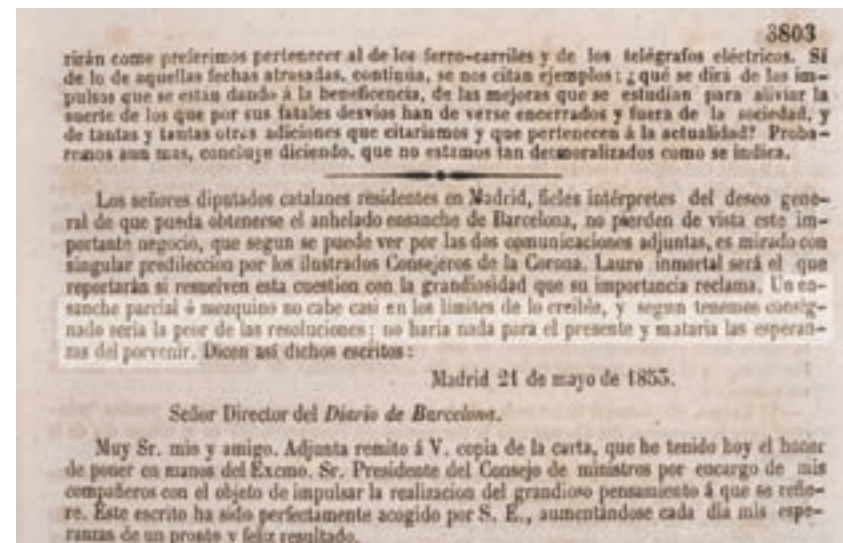 3803
rirán come preferimos pertenecer al de los ferro-carriles y de los telégrafos eléctricos. Si
de lo de aquellas fechas atrasadas, continúa, se nos citan ejemplos: ¿qué se dirá de los im-
pulsos que se estan dando á la beneficencia, de las mejoras que se estudian para aliviar la
suerte de los que por sus fatales desvios han de verse encerrados y fuera de la sociedad, y
de tantas y tantas otras adiciones que citariamos y que pertenecen á la actualidad? Proba-
remos aun mas, concluye diciendo, que no estamos tan desmoralizados como se indica.
Los señores diputados catalanes residentes en Madrid, fieles intérpretes del deseo gene-
ral de que pueda obtenerse el anhelado ensanche de Barcelona, no pierden de vista este im-
portante negocio, que segun se puede ver por las dos comunicaciones adjuntas, es mirado con
singular predileccion por los ilustrados Consejeros de la Corona. Lauro inmortal será el que
reportarán si resuelven esta cuestion con la grandiosidad que su importancia reclama. Un en-
sanche parcial ó mezquino no cabe casi en los límites de lo creible, y segun tenemos consig-
nado seria la peor de las resoluciones; no haria nada para el presente y mataria las esperan-
zas del porvenir. Dicen así dichos escritos:
Madrid 21 de mayo de 1855.
Señor Director del Diario de Barcelona.
Muy Sr. mio y amigo. Adjunta remito á V. copia de la carta, que he tenido hoy el honor
de poner en manos del Excmo. Sr. Presidente del Consejo de ministros por encargo de mis
compañeros con el objeto de impulsar la realizacion del grandioso pensamiento á que se refie-
re. Este escrito ha sido perfectamente acogido por S. E., aumentándose cada dia mis espe-
ranzas de un pronto y feliz resultado.